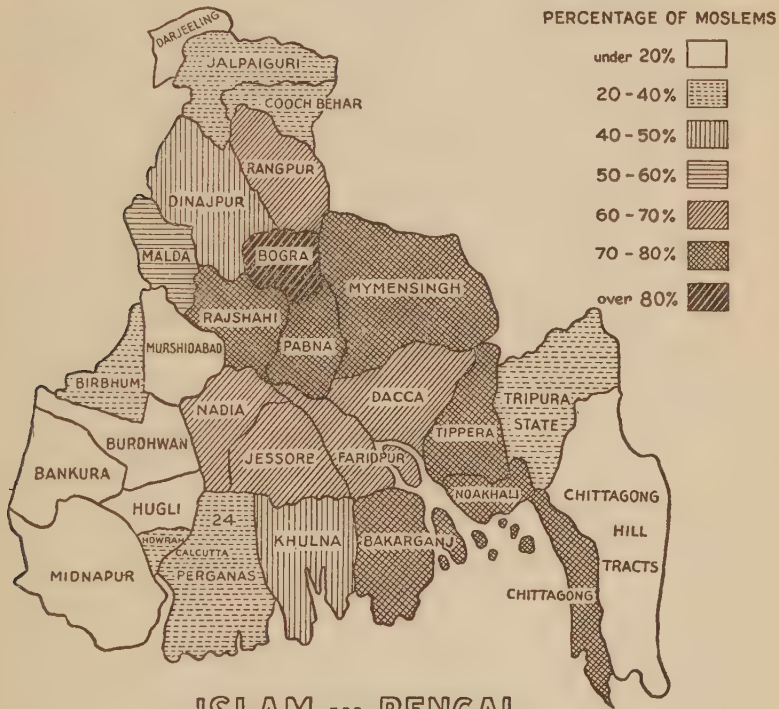 PERCENTAGE OF MOSLEMS
under 20%
20-40%
40-50%
50-60%
60-70%
70-80%
over 80%
DARJEELING
JALPAIGURI
COOCH BEHAR
RANGPUR
DINAJPUR
MALDA
BOGRA
MYMENSINGH
RAJSHAHI
PABNA
MURSHIDABAD
BIRBHUM
NADIA
DACCA
TRIPURA
STATE
TIPPERA
BURDHWAN
JESSORE
FARIDPUR
BANKURA
NOAKHALI
HUGLI
24
CHITTAGONG
HILL
TRACTS
HOWRAH
CALCUTTA
KHULNA
BAKARGANJ
MIDNAPUR
PERGANAS
CHITTAGONG
ISLAM IN BENGAL